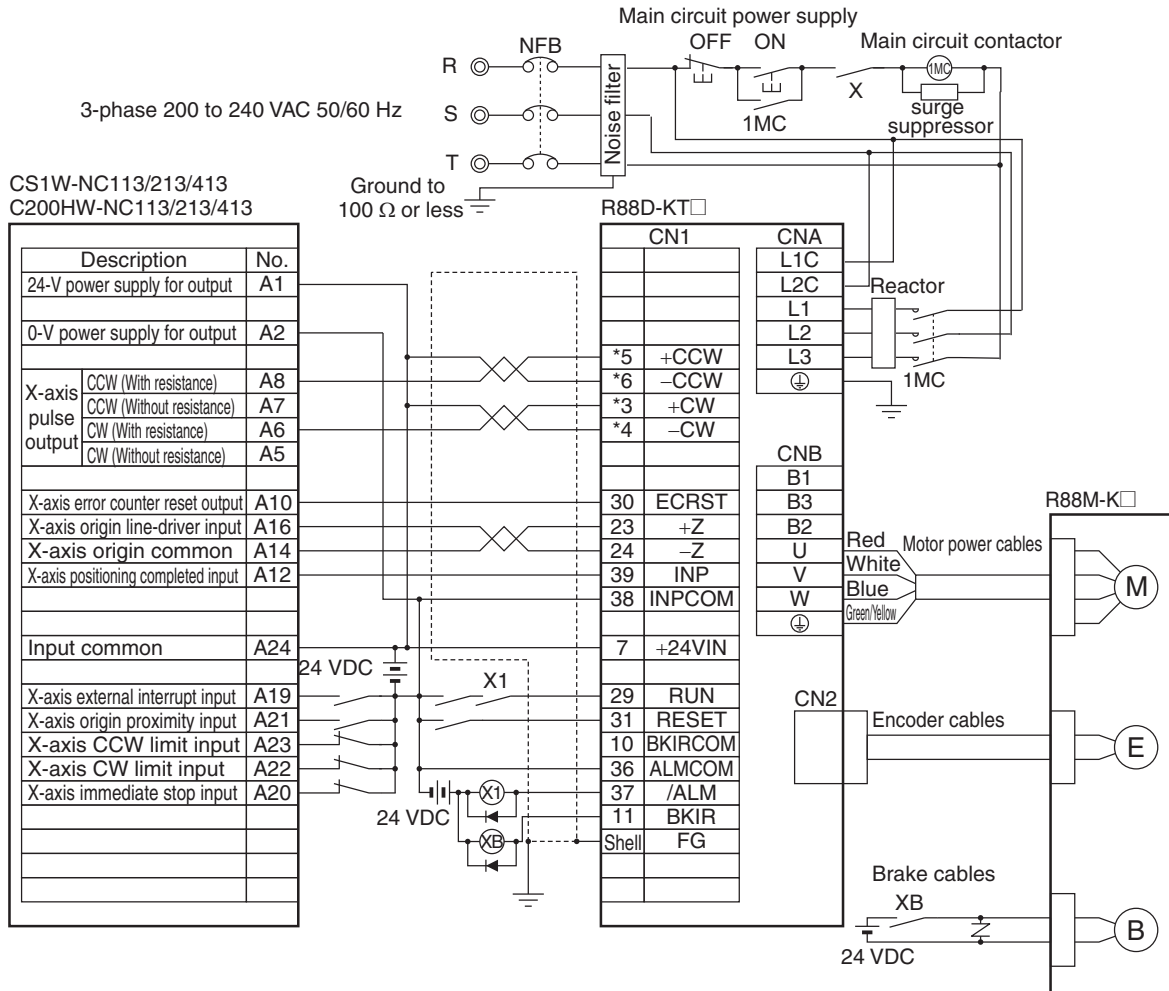 Main circuit power supply
OFF ON Main circuit contactor
NFB
R
1MC
X
3-phase 200 to 240 VAC 50/60 Hz
S
Noise filter
1MC
surge
suppressor
T
CS1W-NC113/213/413
C200HW-NC113/213/413
Ground to
100 Ω or less
R88D-KT□
Description No.
24-V power supply for output A1
0-V power supply for output A2
X-axis
pulse
output
CCW (With resistance) A8
CCW (Without resistance) A7
CW (With resistance) A6
CW (Without resistance) A5
X-axis error counter reset output A10
X-axis origin line-driver input A16
X-axis origin common A14
X-axis positioning completed input A12
Input common A24
X-axis external interrupt input A19
X-axis origin proximity input A21
X-axis CCW limit input A23
X-axis CW limit input A22
X-axis immediate stop input A20
24 VDC
X1
24 VDC
X1
XB
CN1
*5 +CCW
*6 −CCW
*3 +CW
*4 −CW
30 ECRST
23 +Z
24 −Z
39 INP
38 INPCOM
7 +24VIN
29 RUN
31 RESET
10 BKIRCOM
36 ALMCOM
37 /ALM
11 BKIR
Shell FG
CNA
L1C
L2C
L1
L2
L3
Reactor
1MC
CNB
B1
B3
B2
U
V
W
Red
White
Blue
Green/Yellow
Motor power cables
R88M-K□
M
CN2
Encoder cables
E
Brake cables
XB
24 VDC
B